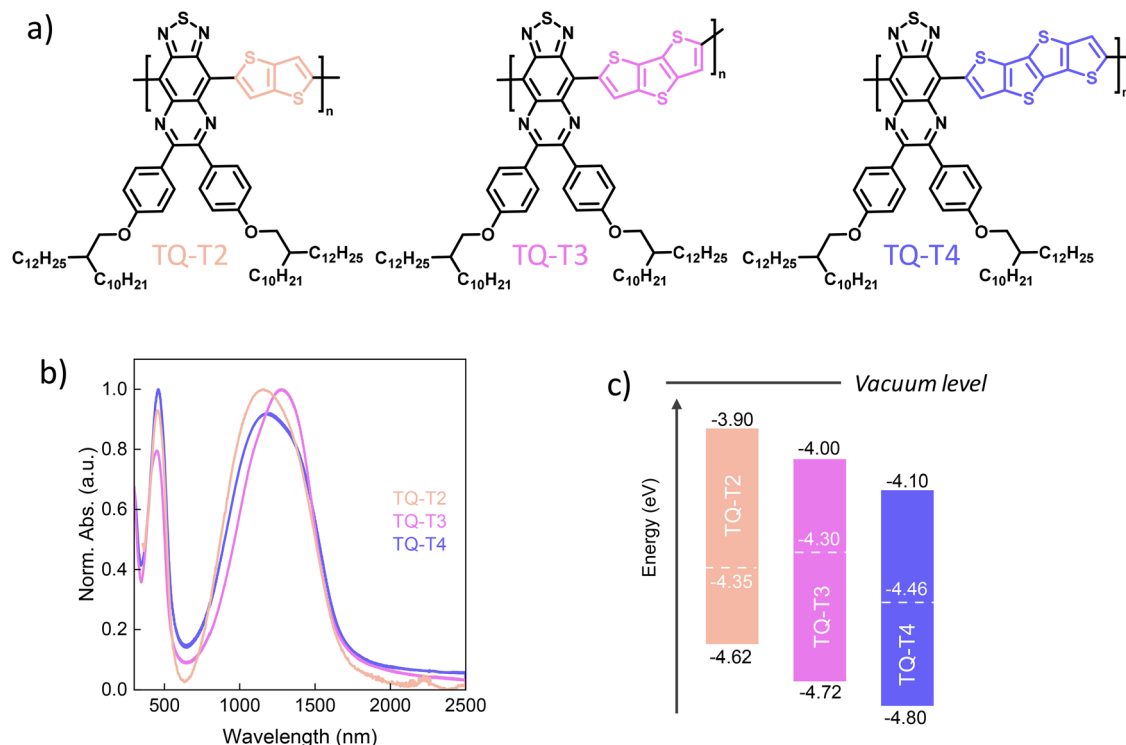 a)
S
N N
S
S
n
N N
O O
C12H25
C10H21
C10H21
C12H25
TQ-T2
S
N N
S
S
S
n
N N
O O
C12H25
C10H21
C10H21
C12H25
TQ-T3
S
N N
S
S
S
S
n
N N
O O
C12H25
C10H21
C10H21
C12H25
TQ-T4
b)
Norm. Abs. (a.u.)
1.0
0.8
0.6
0.4
0.2
0.0
500 1000 1500 2000 2500
Wavelength (nm)
TQ-T2
TQ-T3
TQ-T4
c)
Vacuum level
Energy (eV)
-3.90
TQ-T2
-4.35
-4.62
-4.00
-4.30
TQ-T3
-4.72
-4.10
-4.46
TQ-T4
-4.80